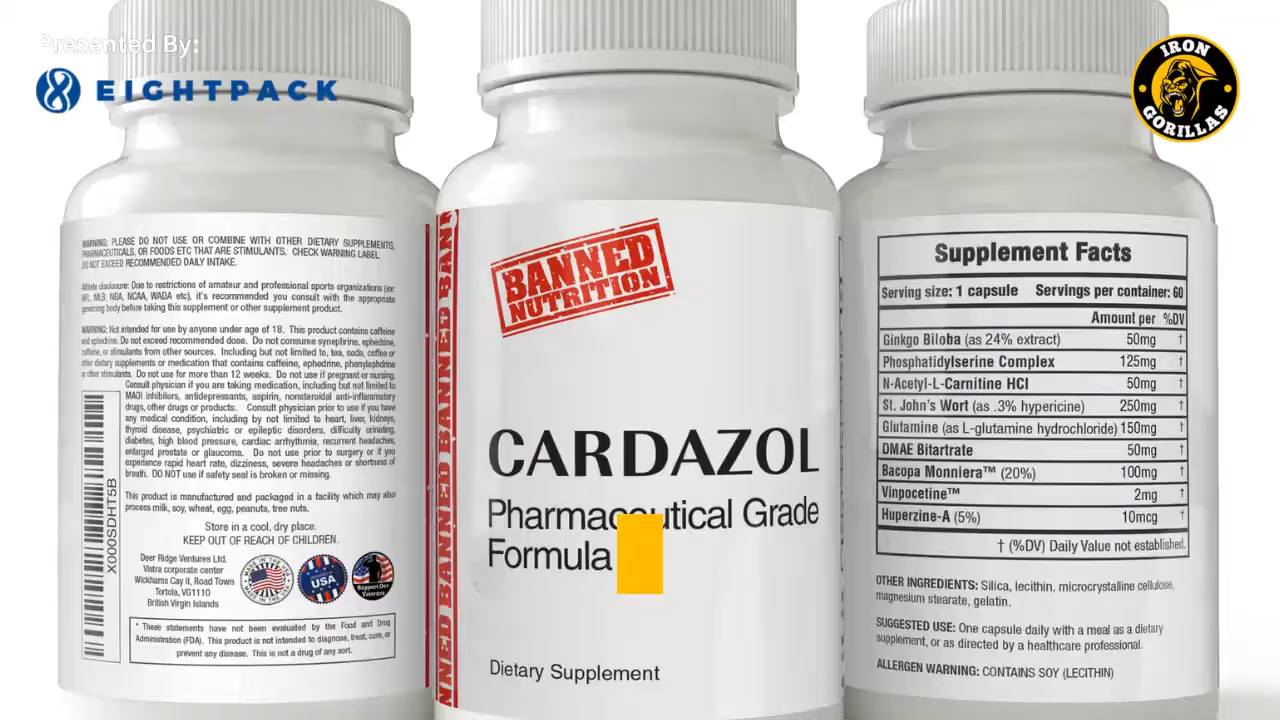 Presented By:
EIGHTPACK
IRON
GORILLAS
WARNING: PLEASE DO NOT USE OR COMBINE WITH OTHER DIETARY SUPPLEMENTS,
PHARMACEUTICALS, OR FOODS ETC THAT ARE STIMULANTS. CHECK WARNING LABEL.
DO NOT EXCEED RECOMMENDED DAILY INTAKE.
Athlete disclosure: Due to restrictions of amateur and professional sports organizations (ex:
NFL, MLB, NBA, NCAA, WADA etc), it's recommended you consult with the appropriate
governing body before taking this supplement or other supplement product.
WARNING: Not intended for use by anyone under age of 18. This product contains caffeine
and ephedrine. Do not exceed recommended dose. Do not consume synephrine, ephedrine,
caffeine, or stimulants from other sources. Including but not limited to, tea, soda, coffee or
other dietary supplements or medication that contains caffeine, ephedrine, phenylephdrine
or other stimulants. Do not use for more than 12 weeks. Do not use if pregnant or nursing.
Consult physician if you are taking medication, including but not limited to
MAOI inhibitors, antidepressants, aspirin, nonsteroidal anti-inflammatory
drugs, other drugs or products. Consult physician prior to use if you have
any medical condition, including by not limited to heart, liver, kidneys,
thyroid disease, psychiatric or epileptic disorders, difficulty urinating,
diabetes, high blood pressure, cardiac arrhythmia, recurrent headaches,
enlarged prostate or glaucoma. Do not use prior to surgery or if you
experience rapid heart rate, dizziness, severe headaches or shortness of
breath. DO NOT use if safety seal is broken or missing.
This product is manufactured and packaged in a facility which may also
process milk, soy, wheat, egg, peanuts, tree nuts.
Store in a cool, dry place.
KEEP OUT OF REACH OF CHILDREN.
X000SDHT5B
Deer Ridge Ventures Ltd.
Vistra corporate center
Wickhams Cay II, Road Town
Tortola, VG1110
British Virgin Islands
MADE IN THE USA
USA
Support Our
Veterans
* These statements have not been evaluated by the Food and Drug
Administration (FDA). This product is not intended to diagnose, treat, cure, or
prevent any disease. This is not a drug of any sort.
NNED BANNED BANNED BANNED BAN
BANNED
NUTRITION
CARDAZOL
Pharmaceutical Grade
Formula
Dietary Supplement
Supplement Facts
Serving size: 1 capsule Servings per container: 60
Amount per %DV
Ginkgo Biloba (as 24% extract) 50mg †
Phosphatidylserine Complex 125mg †
N-Acetyl-L-Carnitine HCl 50mg †
St. John's Wort (as .3% hypericine) 250mg †
Glutamine (as L-glutamine hydrochloride) 150mg †
DMAE Bitartrate 50mg †
Bacopa Monniera™ (20%) 100mg †
Vinpocetine™ 2mg †
Huperzine-A (5%) 10mcg †
† (%DV) Daily Value not established.
OTHER INGREDIENTS: Silica, lecithin, microcrystalline cellulose,
magnesium stearate, gelatin.
SUGGESTED USE: One capsule daily with a meal as a dietary
supplement, or as directed by a healthcare professional.
ALLERGEN WARNING: CONTAINS SOY (LECITHIN)